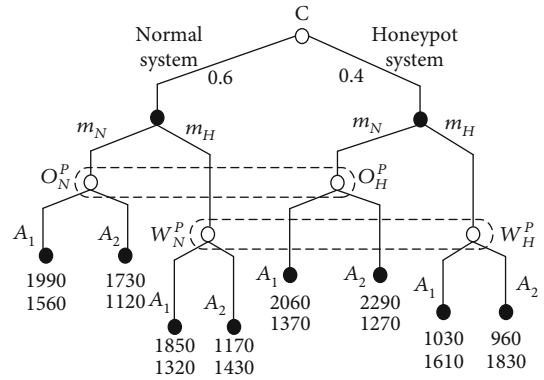 C
Normal system
Honeypot system
0.6
0.4
m_N
m_H
m_N
m_H
O_N^P
O_H^P
W_N^P
W_H^P
A_1
A_2
A_1
A_2
A_1
A_2
A_1
A_2
1990
1560
1730
1120
1850
1320
1170
1430
2060
1370
2290
1270
1030
1610
960
1830